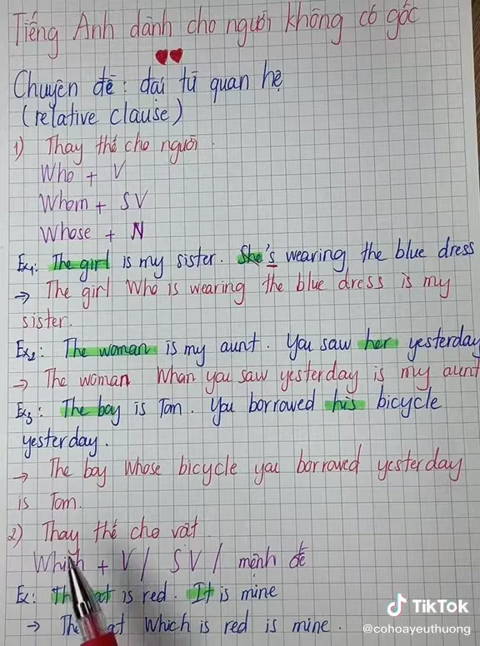 Tiếng Anh dành cho người không có gốc
Chuyên đề: đại từ quan hệ
(relative clause)
1) Thay thế cho người.
Who + V
Whom + SV
Whose + N
Ex1: The girl is my sister. She's wearing the blue dress
→ The girl Who is wearing the blue dress is my
sister.
Ex2: The woman is my aunt. You saw her yesterday
→ The woman Whom you saw yesterday is my aunt
Ex3: The boy is Tom. You borrowed his bicycle
yesterday.
→ The boy Whose bicycle you borrowed yesterday
is Tom.
2) Thay thế cho vật.
Which + V / SV / mệnh đề
Ex: is red. It is mine
→ The Which is red is mine.
TikTok
@cohoayeuthuong